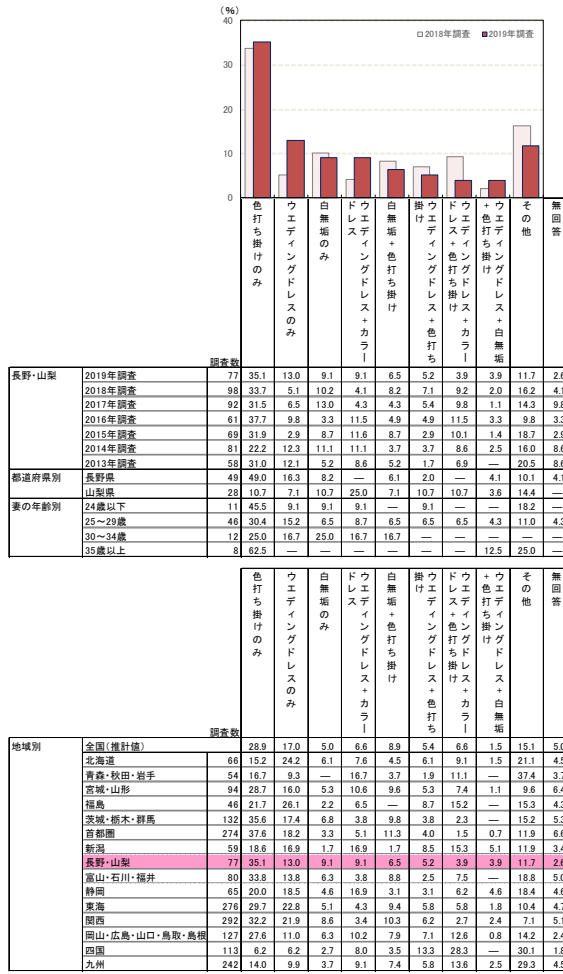 (%)
40
30
20
10
0
2018年調査 2019年調査
調査数 色打ち掛けのみ ウエディングドレスのみ 白無垢のみ ウエディングドレス+カラードレス 白無垢+色打ち掛け ウエディングドレス+色打ち掛け ウエディングドレス+カラードレス+色打ち掛け ウエディングドレス+白無垢+色打ち掛け その他 無回答
長野・山梨 2019年調査 77 35.1 13.0 9.1 9.1 6.5 5.2 3.9 3.9 11.7 2.6
2018年調査 98 33.7 5.1 10.2 4.1 8.2 7.1 9.2 2.0 16.2 4.1
2017年調査 92 31.5 6.5 13.0 4.3 4.3 5.4 9.8 1.1 14.3 9.8
2016年調査 61 37.7 9.8 3.3 11.5 4.9 4.9 11.5 3.3 9.8 3.3
2015年調査 69 31.9 2.9 8.7 11.6 8.7 2.9 10.1 1.4 18.7 2.9
2014年調査 81 22.2 12.3 11.1 11.1 3.7 3.7 8.6 2.5 16.0 8.6
2013年調査 58 31.0 12.1 5.2 8.6 5.2 1.7 6.9 — 20.5 8.6
都道府県別 長野県 49 49.0 16.3 8.2 — 6.1 2.0 — 4.1 10.1 4.1
山梨県 28 10.7 7.1 10.7 25.0 7.1 10.7 10.7 3.6 14.4 —
妻の年齢別 24歳以下 11 45.5 9.1 9.1 9.1 — 9.1 — — 18.2 —
25～29歳 46 30.4 15.2 6.5 8.7 6.5 6.5 6.5 4.3 11.0 4.3
30～34歳 12 25.0 16.7 25.0 16.7 16.7 — — — — —
35歳以上 8 62.5 — — — — — — 12.5 25.0 —
調査数 色打ち掛けのみ ウエディングドレスのみ 白無垢のみ ウエディングドレス+カラードレス 白無垢+色打ち掛け ウエディングドレス+色打ち掛け ウエディングドレス+カラードレス+色打ち掛け ウエディングドレス+白無垢+色打ち掛け その他 無回答
地域別 全国(推計値) 28.9 17.0 5.0 6.6 8.9 5.4 6.6 1.5 15.1 5.0
北海道 66 15.2 24.2 6.1 7.6 4.5 6.1 9.1 1.5 21.1 4.5
青森・秋田・岩手 54 16.7 9.3 — 16.7 3.7 1.9 11.1 — 37.4 3.7
宮城・山形 94 28.7 16.0 5.3 10.6 9.6 5.3 7.4 1.1 9.6 6.4
福島 46 21.7 26.1 2.2 6.5 — 8.7 15.2 — 15.3 4.3
茨城・栃木・群馬 132 35.6 17.4 6.8 3.8 9.8 3.8 2.3 — 15.2 5.3
首都圏 274 37.6 18.2 3.3 5.1 11.3 4.0 1.5 0.7 11.9 6.6
新潟 59 18.6 16.9 1.7 16.9 1.7 8.5 15.3 5.1 11.9 3.4
長野・山梨 77 35.1 13.0 9.1 9.1 6.5 5.2 3.9 3.9 11.7 2.6
富山・石川・福井 80 33.8 13.8 6.3 3.8 8.8 2.5 7.5 — 18.8 5.0
静岡 65 20.0 18.5 4.6 16.9 3.1 3.1 6.2 4.6 18.4 4.6
東海 276 29.7 22.8 5.1 4.3 9.4 5.8 5.8 1.8 10.4 4.7
関西 292 32.2 21.9 8.6 3.4 10.3 6.2 2.7 2.4 7.1 5.1
岡山・広島・山口・鳥取・島根 127 27.6 11.0 6.3 10.2 7.9 7.1 12.6 0.8 14.2 2.4
四国 113 6.2 6.2 2.7 8.0 3.5 13.3 28.3 — 30.1 1.8
九州 242 14.0 9.9 3.7 9.1 7.4 5.8 13.6 2.5 29.3 4.5